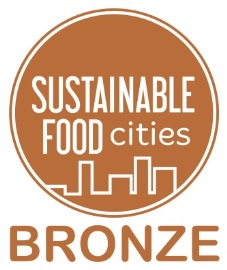 SUSTAINABLE
FOOD cities
BRONZE